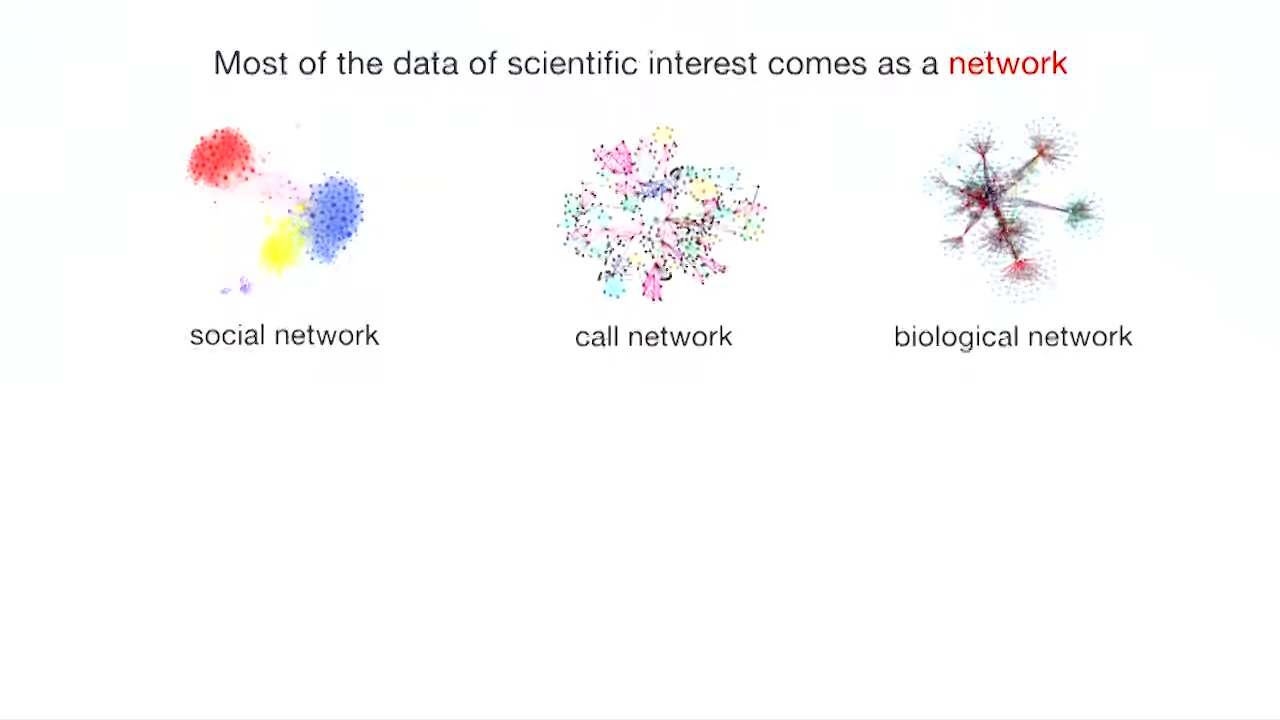 Most of the data of scientific interest comes as a network
social network
call network
biological network